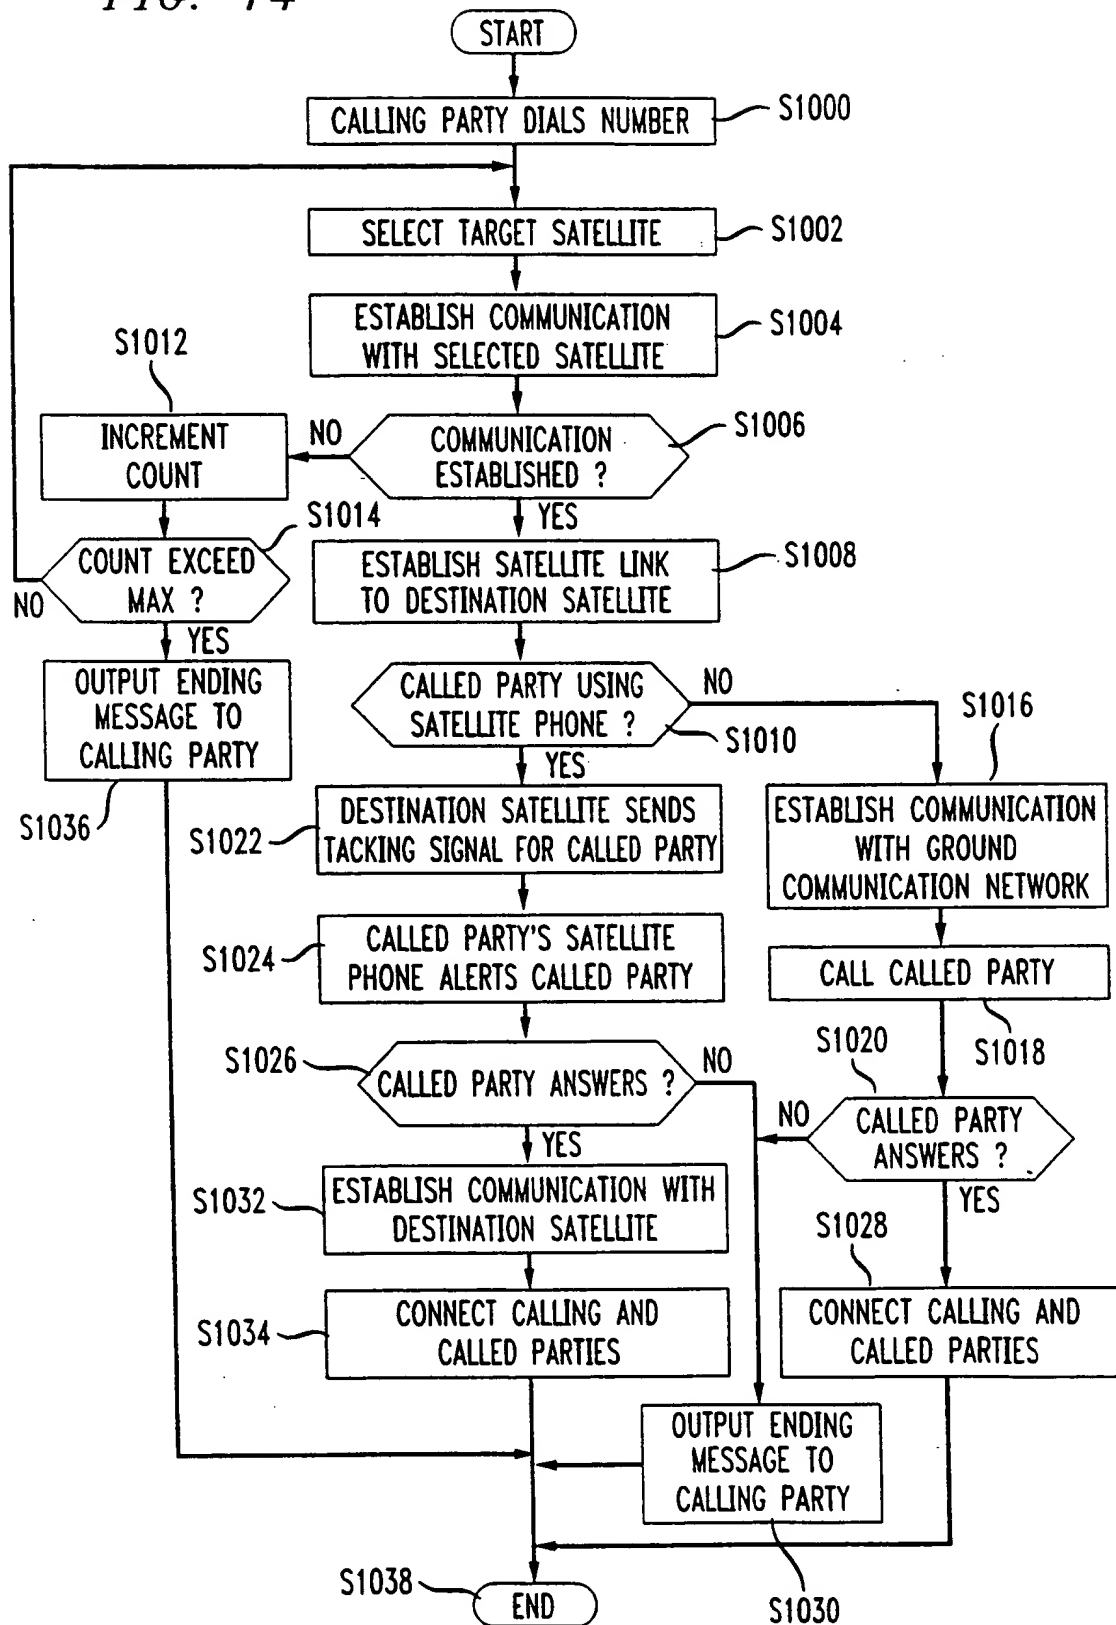 FIG. 14
START
CALLING PARTY DIALS NUMBER
S1000
SELECT TARGET SATELLITE
S1002
ESTABLISH COMMUNICATION
WITH SELECTED SATELLITE
S1004
S1012
INCREMENT
COUNT
NO
COMMUNICATION
ESTABLISHED ?
S1006
YES
S1014
COUNT EXCEED
MAX ?
NO
YES
ESTABLISH SATELLITE LINK
TO DESTINATION SATELLITE
S1008
OUTPUT ENDING
MESSAGE TO
CALLING PARTY
S1036
CALLED PARTY USING
SATELLITE PHONE ?
NO
S1010
YES
S1016
S1022
DESTINATION SATELLITE SENDS
TACKING SIGNAL FOR CALLED PARTY
ESTABLISH COMMUNICATION
WITH GROUND
COMMUNICATION NETWORK
S1024
CALLED PARTY'S SATELLITE
PHONE ALERTS CALLED PARTY
CALL CALLED PARTY
S1018
S1026
CALLED PARTY ANSWERS ?
NO
YES
S1020
NO
CALLED PARTY
ANSWERS ?
YES
S1032
ESTABLISH COMMUNICATION WITH
DESTINATION SATELLITE
S1028
S1034
CONNECT CALLING AND
CALLED PARTIES
CONNECT CALLING AND
CALLED PARTIES
OUTPUT ENDING
MESSAGE TO
CALLING PARTY
S1030
S1038
END